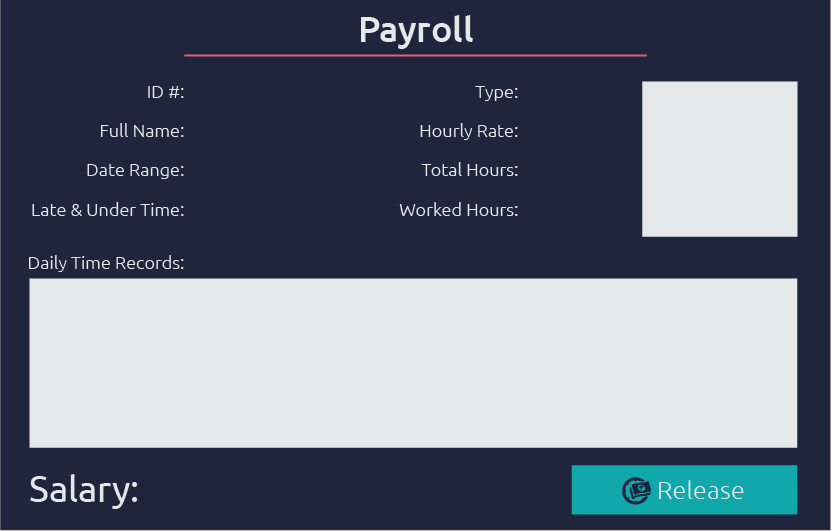 Payroll
ID #:
Type:
Full Name:
Hourly Rate:
Date Range:
Total Hours:
Late & Under Time:
Worked Hours:
Daily Time Records:
Salary:
Release